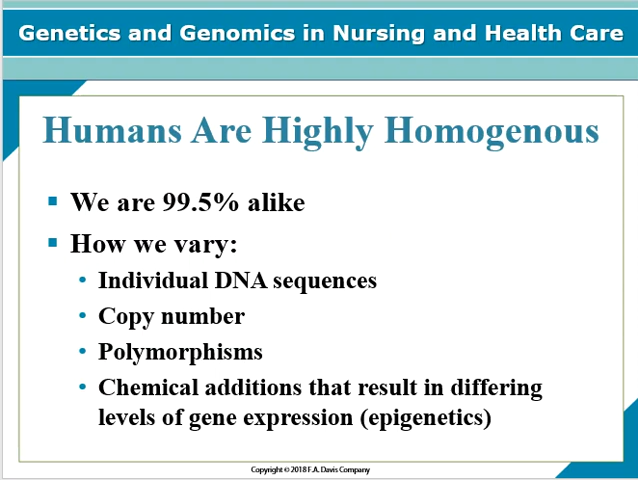 Genetics and Genomics in Nursing and Health Care
Humans Are Highly Homogenous
▪ We are 99.5% alike
▪ How we vary:
• Individual DNA sequences
• Copy number
• Polymorphisms
• Chemical additions that result in differing
levels of gene expression (epigenetics)
Copyright © 2018 F.A. Davis Company